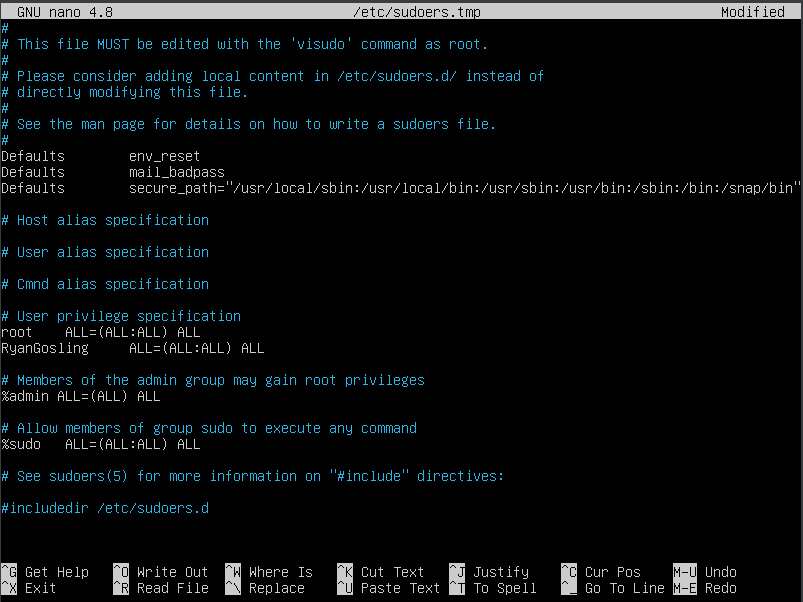 GNU nano 4.8 /etc/sudoers.tmp Modified
#
# This file MUST be edited with the 'visudo' command as root.
#
# Please consider adding local content in /etc/sudoers.d/ instead of
# directly modifying this file.
#
# See the man page for details on how to write a sudoers file.
#
Defaults        env_reset
Defaults        mail_badpass
Defaults        secure_path="/usr/local/sbin:/usr/local/bin:/usr/sbin:/usr/bin:/sbin:/bin:/snap/bin"
# Host alias specification
# User alias specification
# Cmnd alias specification
# User privilege specification
root    ALL=(ALL:ALL) ALL
RyanGosling     ALL=(ALL:ALL) ALL
# Members of the admin group may gain root privileges
%admin ALL=(ALL) ALL
# Allow members of group sudo to execute any command
%sudo   ALL=(ALL:ALL) ALL
# See sudoers(5) for more information on "#include" directives:
#includedir /etc/sudoers.d
^G Get Help ^O Write Out ^W Where Is ^K Cut Text ^J Justify ^C Cur Pos M-U Undo
^X Exit ^R Read File ^\ Replace ^U Paste Text ^T To Spell ^_ Go To Line M-E Redo